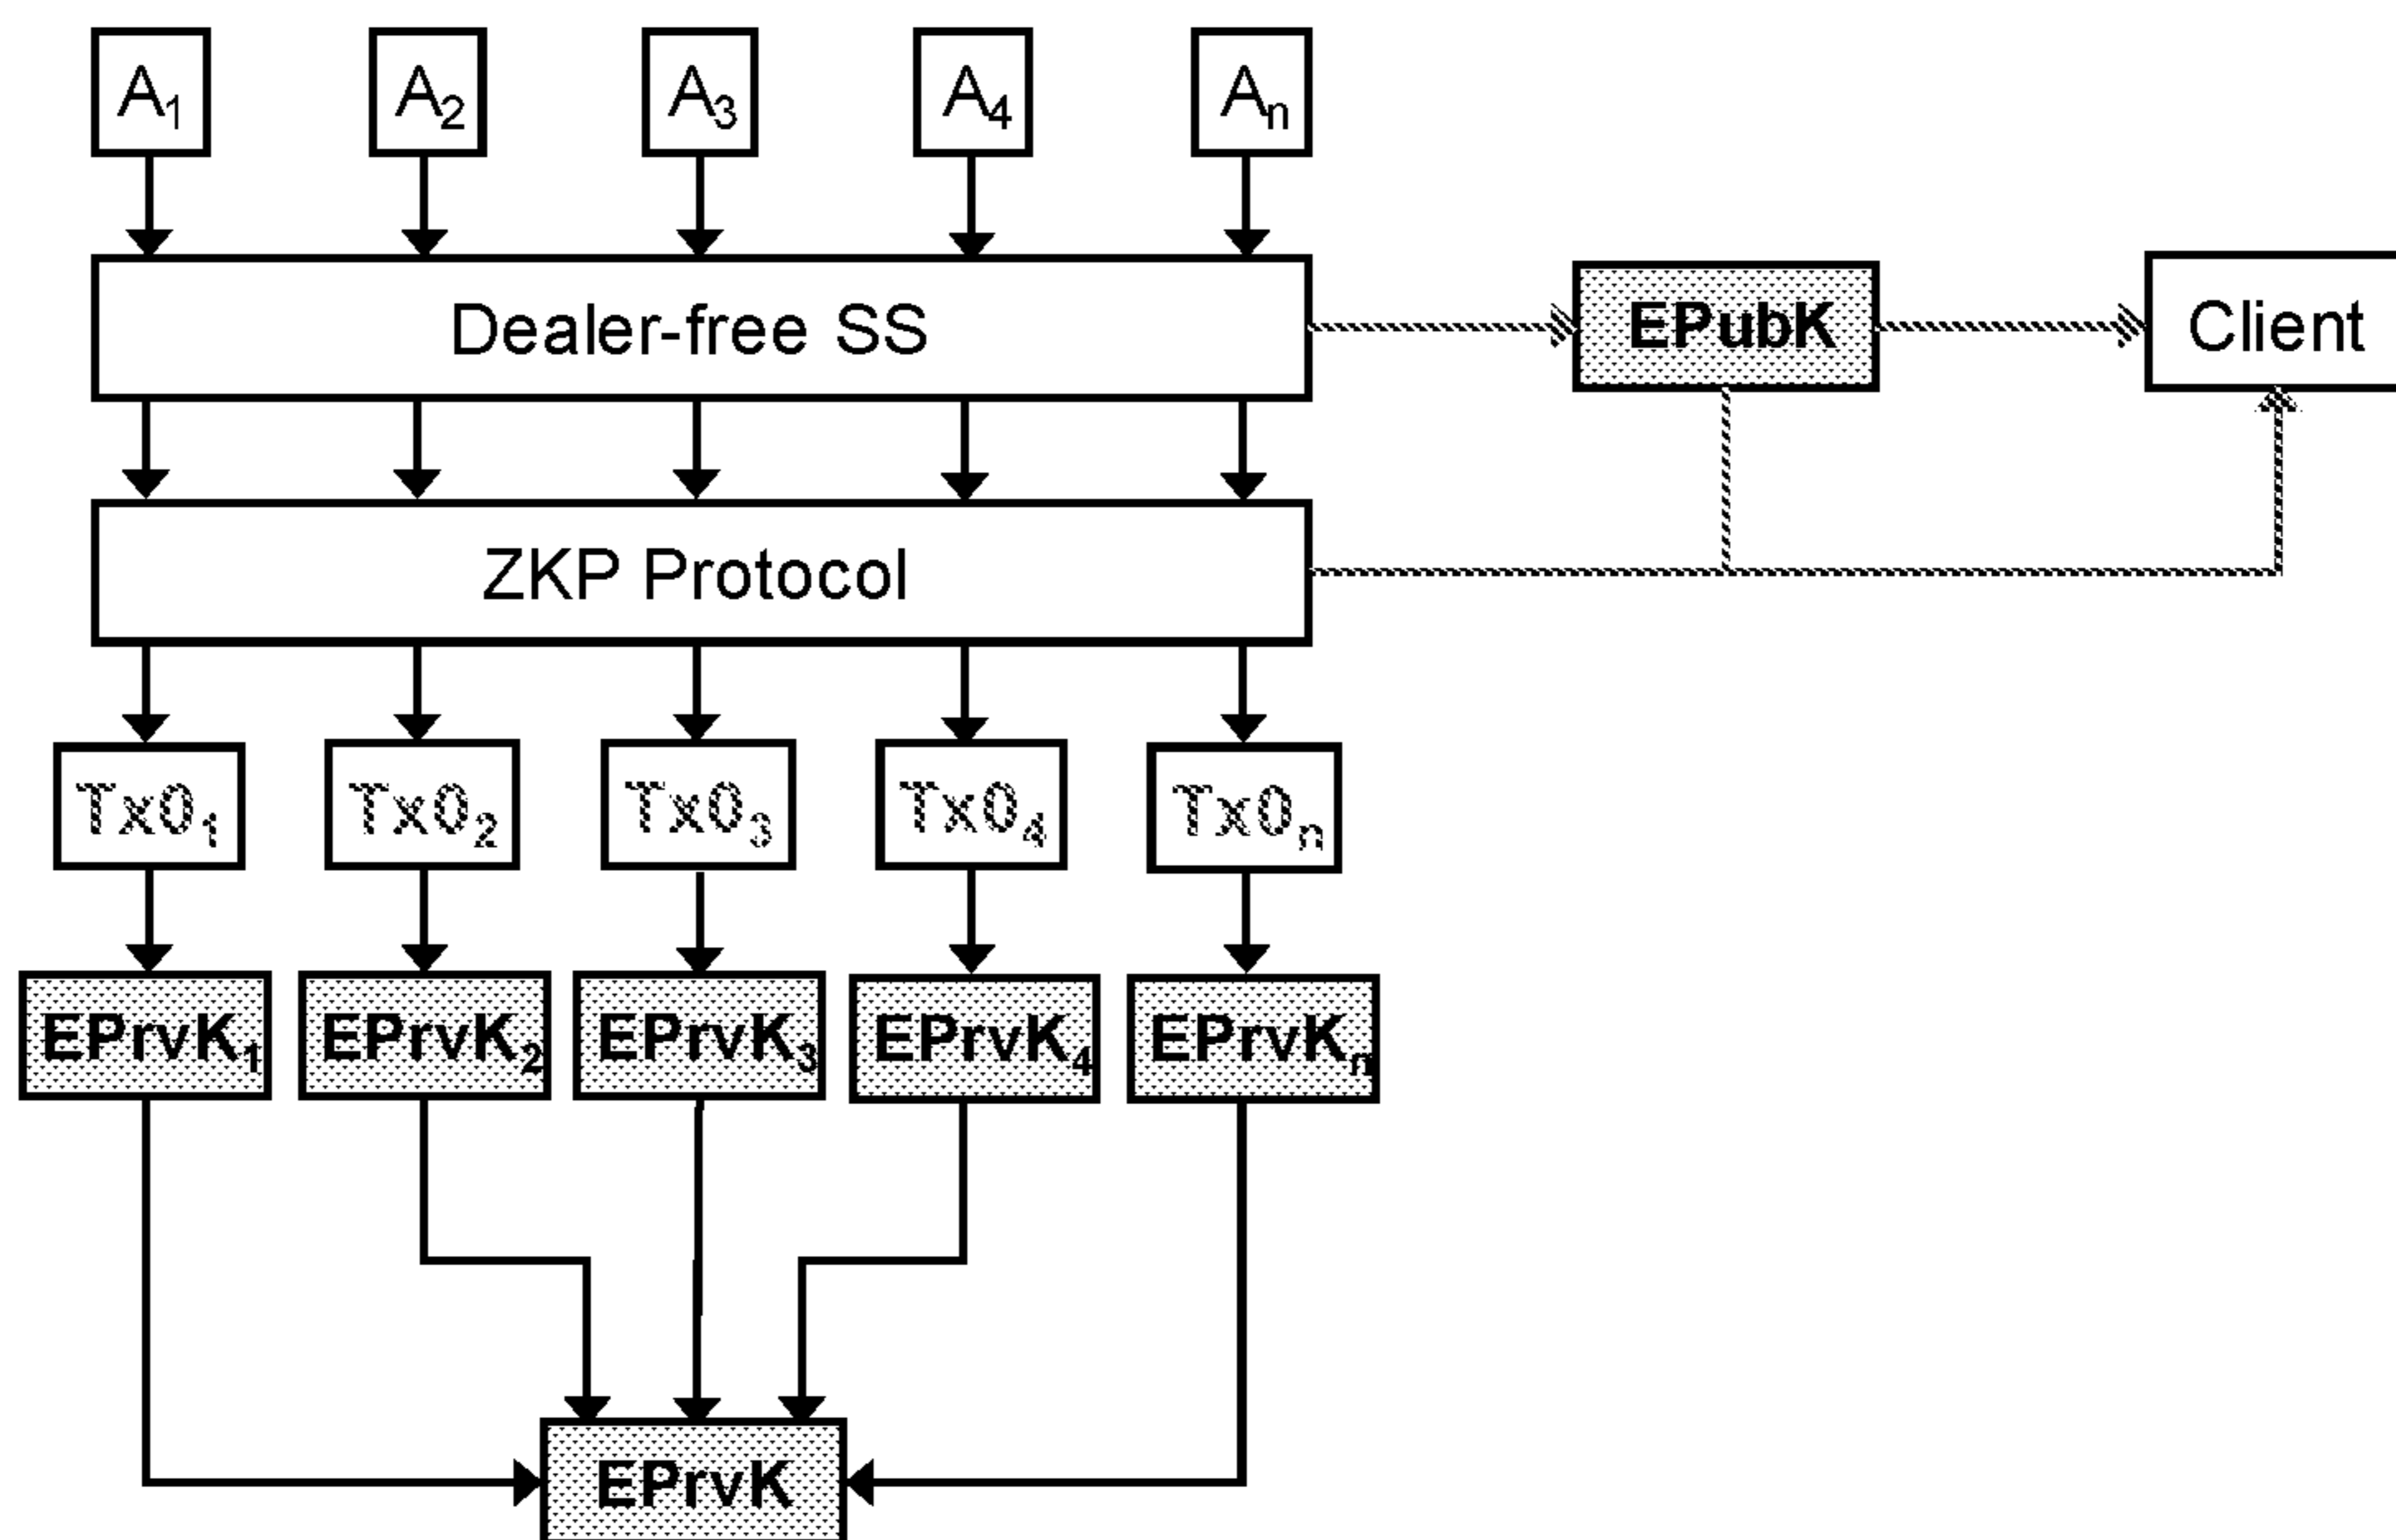 A₁ A₂ A₃ A₄ Aₙ
Dealer-free SS EPubK Client
ZKP Protocol
Tx0₁ Tx0₂ Tx0₃ Tx0₄ Tx0ₙ
EPrvK₁ EPrvK₂ EPrvK₃ EPrvK₄ EPrvKₙ
EPrvK